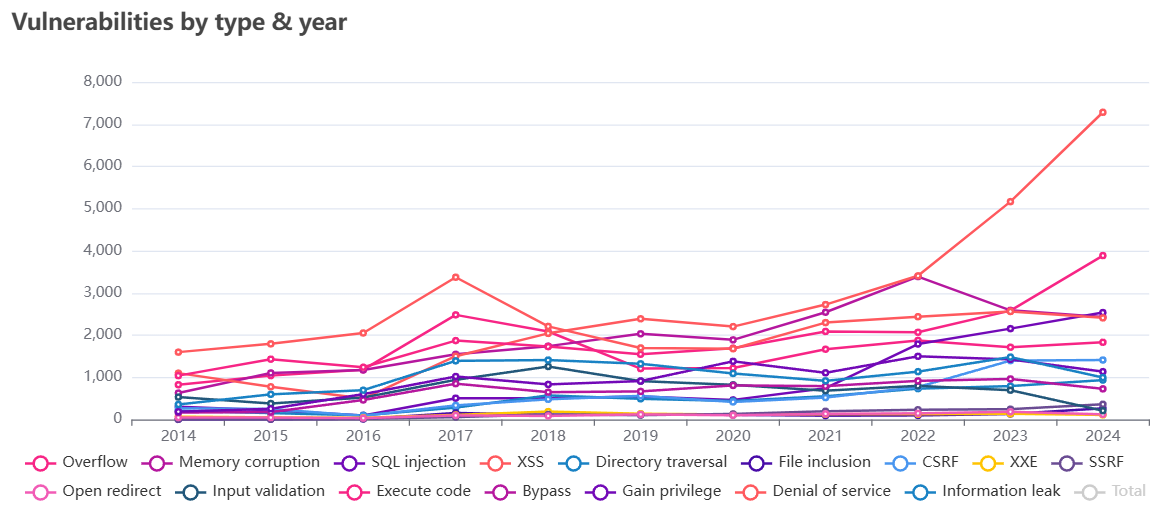 Vulnerabilities by type & year
8,000
7,000
6,000
5,000
4,000
3,000
2,000
1,000
0
2014 2015 2016 2017 2018 2019 2020 2021 2022 2023 2024
Overflow Memory corruption SQL injection XSS Directory traversal File inclusion CSRF XXE SSRF
Open redirect Input validation Execute code Bypass Gain privilege Denial of service Information leak Total